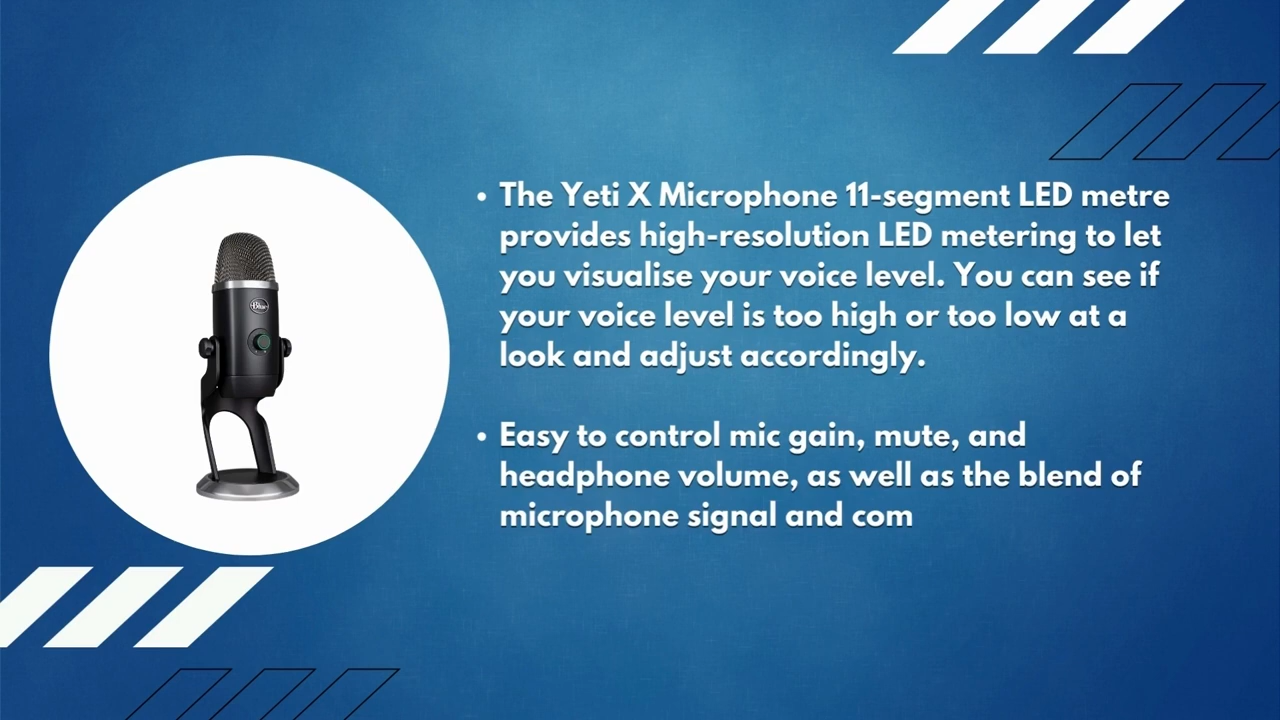 • The Yeti X Microphone 11-segment LED metre
provides high-resolution LED metering to let
you visualise your voice level. You can see if
your voice level is too high or too low at a
look and adjust accordingly.
• Easy to control mic gain, mute, and
headphone volume, as well as the blend of
microphone signal and com
Blue